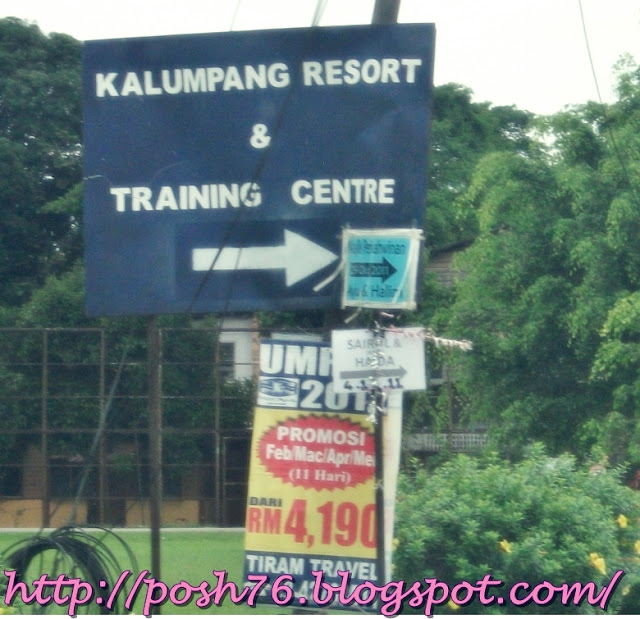 KALUMPANG RESORT
&
TRAINING CENTRE
& Halim
SAIRUL &
HAIDA
PROMOSI
Feb/Mac/Apr/Mei
(11 Hari)
DARI
RM4,190
TIRAM TRAVEL
http://posh76.blogspot.com/